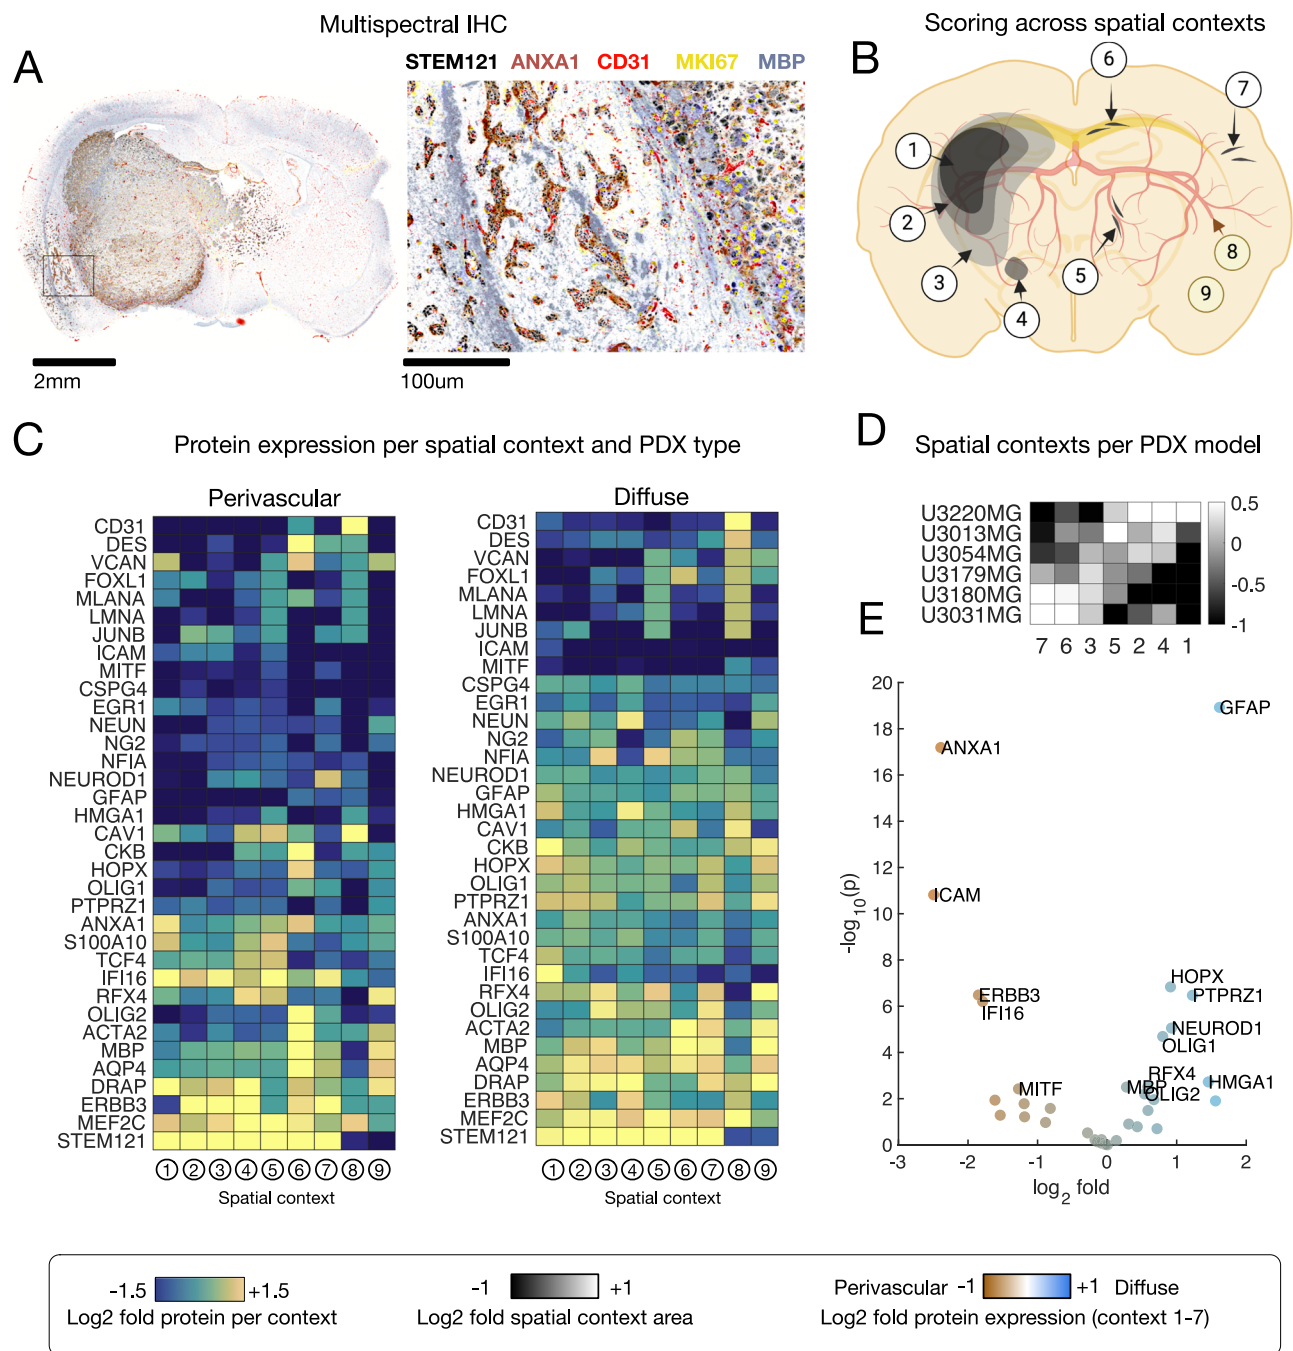 Multispectral IHC
Scoring across spatial contexts
A
STEM121 ANXA1 CD31 MKI67 MBP
B
6
7
1
2
3
4
5
8
9
2mm
100um
C
Protein expression per spatial context and PDX type
D
Spatial contexts per PDX model
Perivascular
CD31
DES
VCAN
FOXL1
MLANA
LMNA
JUNB
ICAM
MITF
CSPG4
EGR1
NEUN
NG2
NFIA
NEUROD1
GFAP
HMGA1
CAV1
CKB
HOPX
OLIG1
PTPRZ1
ANXA1
S100A10
TCF4
IFI16
RFX4
OLIG2
ACTA2
MBP
AQP4
DRAP
ERBB3
MEF2C
STEM121
1 2 3 4 5 6 7 8 9
Spatial context
Diffuse
CD31
DES
VCAN
FOXL1
MLANA
LMNA
JUNB
ICAM
MITF
CSPG4
EGR1
NEUN
NG2
NFIA
NEUROD1
GFAP
HMGA1
CAV1
CKB
HOPX
OLIG1
PTPRZ1
ANXA1
S100A10
TCF4
IFI16
RFX4
OLIG2
ACTA2
MBP
AQP4
DRAP
ERBB3
MEF2C
STEM121
1 2 3 4 5 6 7 8 9
Spatial context
U3220MG
U3013MG
U3054MG
U3179MG
U3180MG
U3031MG
7 6 3 5 2 4 1
0.5
0
-0.5
-1
E
20
18
16
14
12
10
8
6
4
2
0
-log10(p)
GFAP
ANXA1
ICAM
HOPX
ERBB3
PTPRZ1
IFI16
NEUROD1
OLIG1
RFX4
MITF
MBP
HMGA1
OLIG2
-3 -2 -1 0 1 2
log2 fold
-1.5 +1.5
Log2 fold protein per context
-1 +1
Log2 fold spatial context area
Perivascular -1 +1 Diffuse
Log2 fold protein expression (context 1-7)